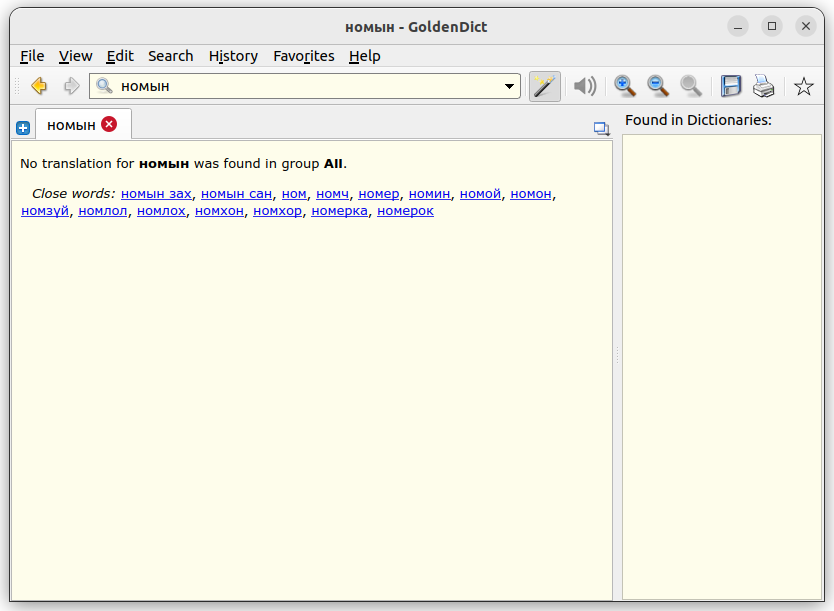 номын - GoldenDict
File View Edit Search History Favorites Help
номын
номын
Found in Dictionaries:
No translation for номын was found in group All.
Close words: номын зах, номын сан, ном, номч, номер, номин, номой, номон,
номзүй, номлол, номлох, номхон, номхор, номерка, номерок